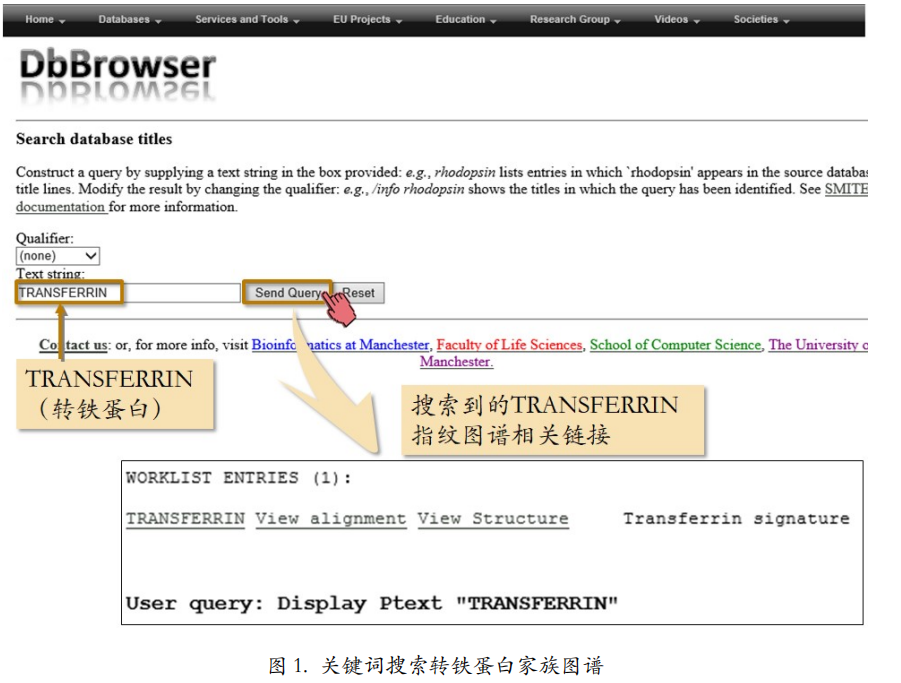 Home Databases Services and Tools EU Projects Education Research Group Videos Societies
DbBrowser
Search database titles
Construct a query by supplying a text string in the box provided: e.g., rhodopsin lists entries in which `rhodopsin' appears in the source databas
title lines. Modify the result by changing the qualifier: e.g., /info rhodopsin shows the titles in which the query has been identified. See SMITE
documentation for more information.
Qualifier:
(none)
Text string:
TRANSFERRIN Send Query Reset
Contact us: or, for more info, visit Bioinformatics at Manchester, Faculty of Life Sciences, School of Computer Science, The University o
Manchester.
TRANSFERRIN
（转铁蛋白）
搜索到的TRANSFERRIN
指纹图谱相关链接
WORKLIST ENTRIES (1):
TRANSFERRIN View alignment View Structure Transferrin signature
User query: Display Ptext "TRANSFERRIN"
图 1. 关键词搜索转铁蛋白家族图谱